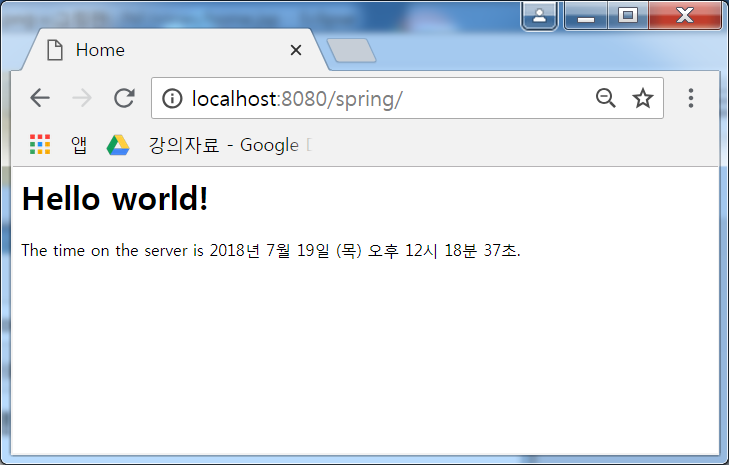 Home
localhost:8080/spring/
앱 강의자료 - Google
Hello world!
The time on the server is 2018년 7월 19일 (목) 오후 12시 18분 37초.